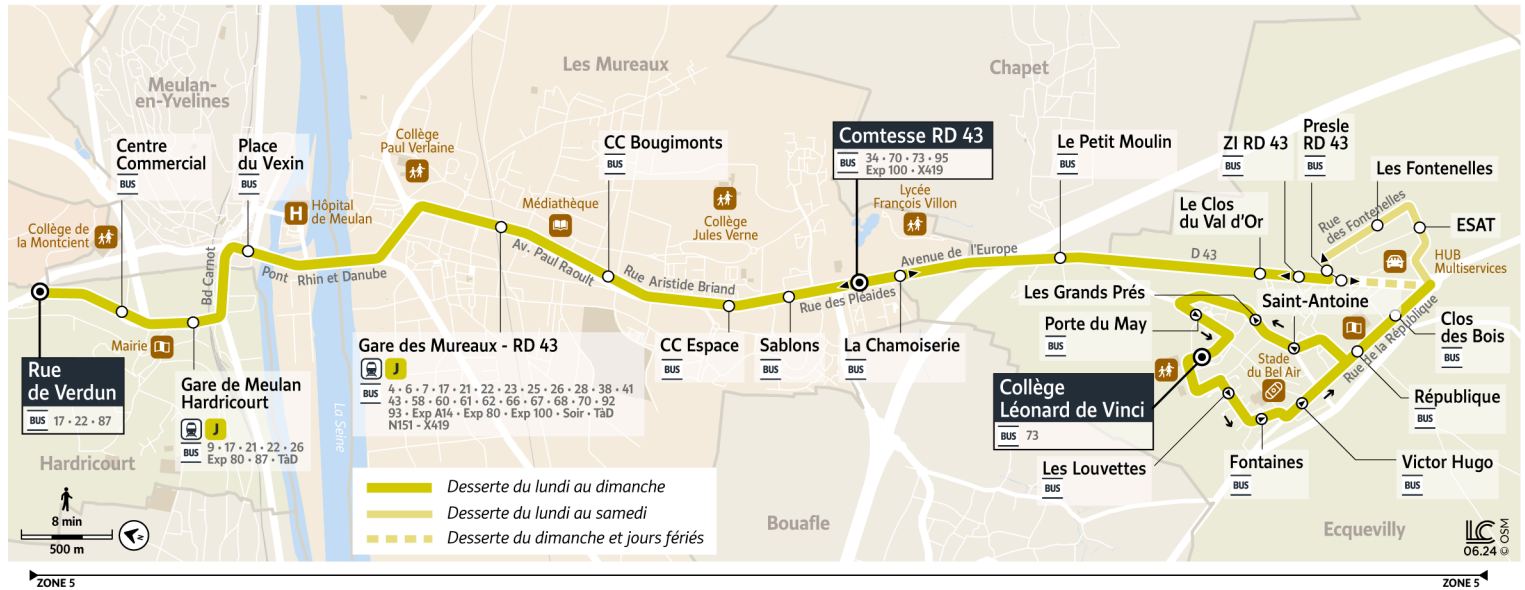 Meulan-
en-Yvelines
Les Mureaux
Chapet
Hardricourt
Bouafle
Ecquevilly
Centre
Commercial
BUS
Place
du Vexin
BUS
Collège de
la Montcient
Hôpital
de Meulan
H
Collège
Paul Verlaine
Médiathèque
CC Bougimonts
BUS
Collège
Jules Verne
Comtesse RD 43
BUS
34 • 70 • 73 • 95
Exp 100 • X419
Lycée
François Villon
Le Petit Moulin
BUS
ZI RD 43
BUS
Presle
RD 43
BUS
Les Fontenelles
Le Clos
du Val d'Or
ESAT
Rue
des Fontenelles
HUB
Multiservices
Bd Carnot
Pont
Rhin et Danube
Av. Paul Raoult
Rue Aristide Briand
Rue des Pléaides
Avenue de l'Europe
D 43
Rue de la République
La Seine
Mairie
Rue
de Verdun
BUS
17 • 22 • 87
Gare de Meulan
Hardricourt
J
BUS
9 • 17 • 21 • 22 • 26
Exp 80 • 87 • TàD
Gare des Mureaux - RD 43
J
BUS
4 • 6 • 7 • 17 • 21 • 22 • 23 • 25 • 26 • 28 • 38 • 41
43 • 58 • 60 • 61 • 62 • 66 • 67 • 68 • 70 • 92
93 • Exp A14 • Exp 80 • Exp 100 • Soir • TàD
N151 - X419
CC Espace
BUS
Sablons
BUS
La Chamoiserie
BUS
Les Grands Prés
Porte du May
BUS
Saint-Antoine
Stade
du Bel Air
Clos
des Bois
BUS
République
BUS
Collège
Léonard de Vinci
BUS
73
Les Louvettes
BUS
Fontaines
BUS
Victor Hugo
BUS
Desserte du lundi au dimanche
Desserte du lundi au samedi
Desserte du dimanche et jours fériés
8 min
500 m
N
LC
06.24
© OSM
ZONE 5
ZONE 5